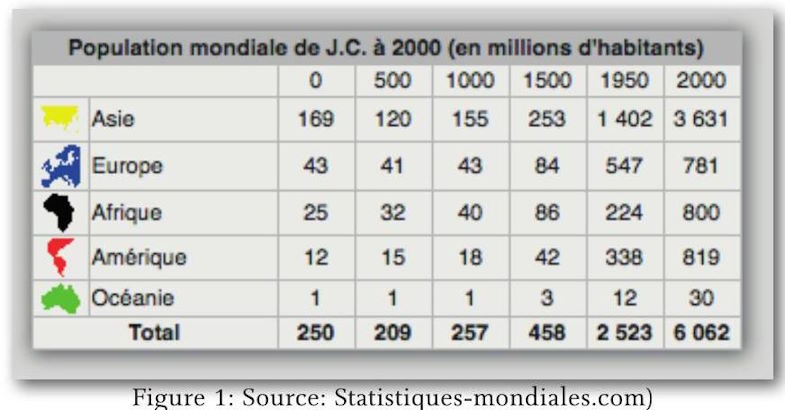 Population mondiale de J.C. à 2000 (en millions d'habitants)
0 500 1000 1500 1950 2000
Asie 169 120 155 253 1 402 3 631
Europe 43 41 43 84 547 781
Afrique 25 32 40 86 224 800
Amérique 12 15 18 42 338 819
Océanie 1 1 1 3 12 30
Total 250 209 257 458 2 523 6 062
Figure 1: Source: Statistiques-mondiales.com)